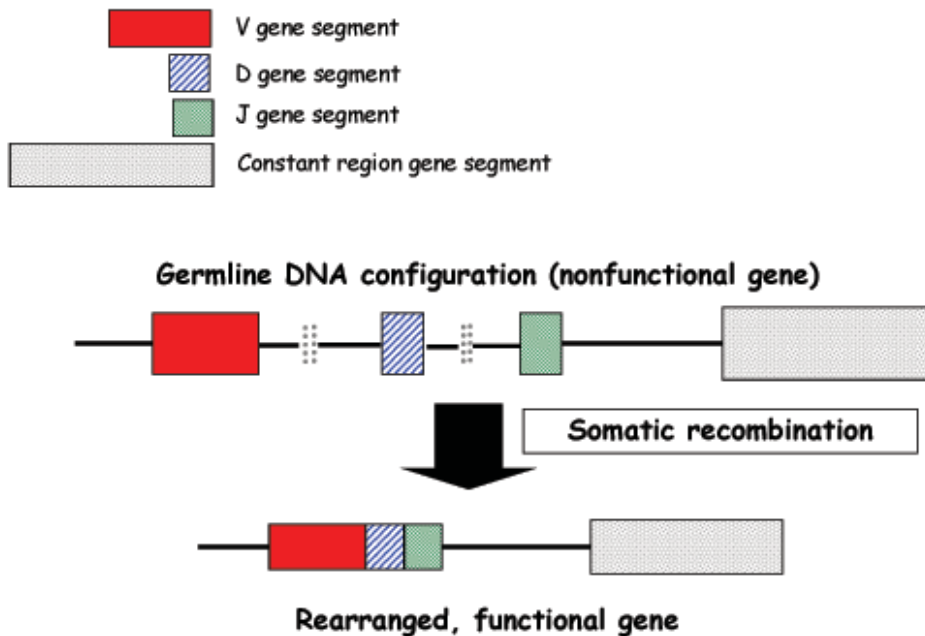 V gene segment
D gene segment
J gene segment
Constant region gene segment
Germline DNA configuration (nonfunctional gene)
Somatic recombination
Rearranged, functional gene